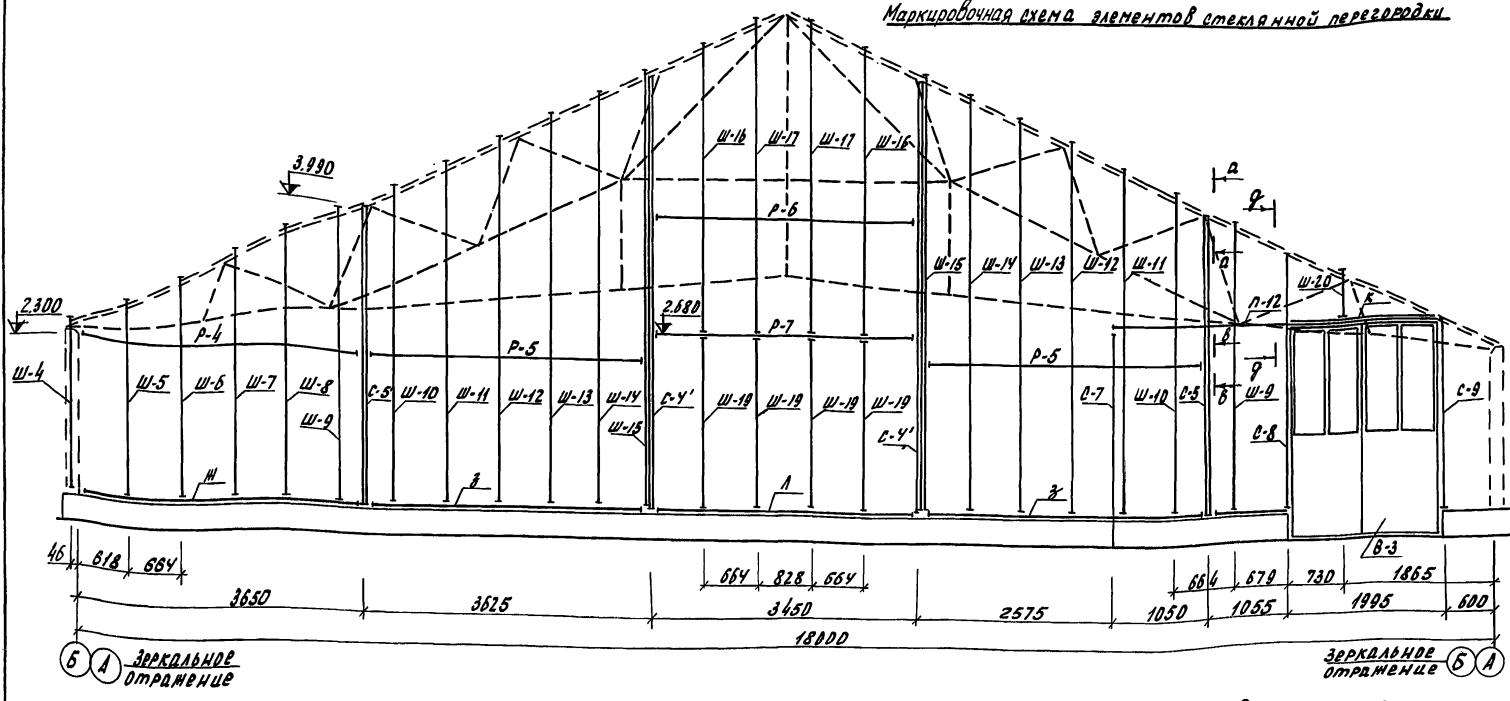 Маркировочная схема элементов стеклянной перегородки
Ш-16 Ш-17 Ш-17 Ш-16
3.990
а
д
Р-6
а
Ш-15 Ш-14 Ш-13 Ш-12 Ш-11
Ш-20
К
2.300
2.680
П-12
Р-4
Р-7
Р-5
Р-5
в
д
Ш-4
Ш-5 Ш-6 Ш-7 Ш-8
С-5 Ш-10 Ш-11 Ш-12 Ш-13 Ш-14 С-4'
Ш-19 Ш-19 Ш-19 Ш-19
С-7 Ш-10 С-5
в
Ш-9
С-9
Ш-9
Ш-15
С-4'
С-8
Ж
З
Л
З
В-3
46 618 664
664 828 664
664 679 730 1865
3650 3625 3450 2575 1050 1055 1995 600
18000
Б А Зеркальное
отражение
Зеркальное
отражение Б А